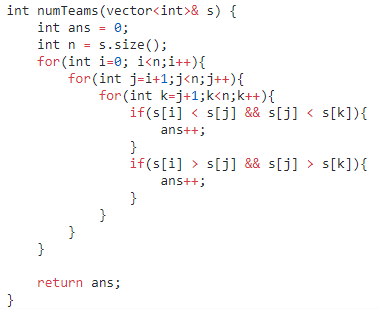 int numTeams(vector<int>& s) {
    int ans = 0;
    int n = s.size();
    for(int i=0; i<n;i++){
        for(int j=i+1;j<n;j++){
            for(int k=j+1;k<n;k++){
                if(s[i] < s[j] && s[j] < s[k]){
                    ans++;
                }
                if(s[i] > s[j] && s[j] > s[k]){
                    ans++;
                }
            }
        }
    }

    return ans;
}